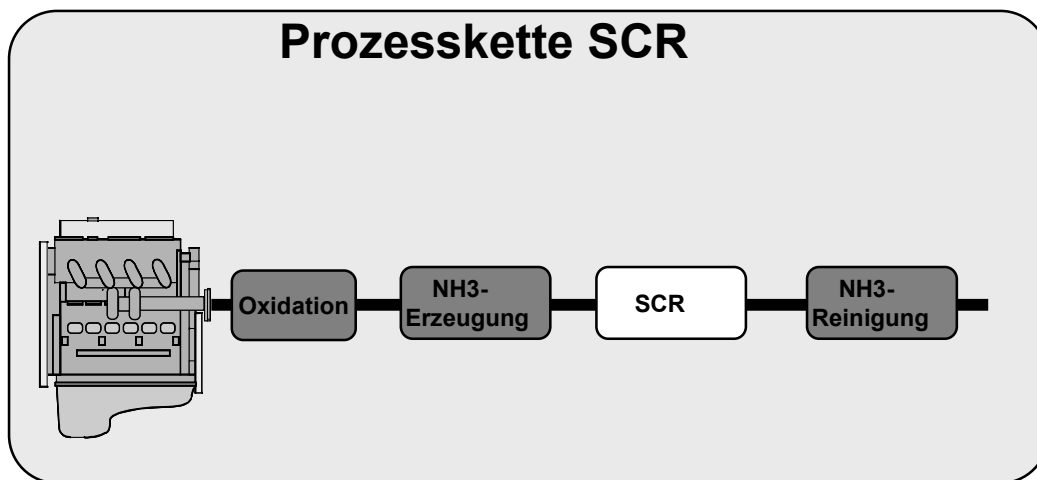 Prozesskette SCR
Oxidation
NH3-
Erzeugung
SCR
NH3-
Reinigung